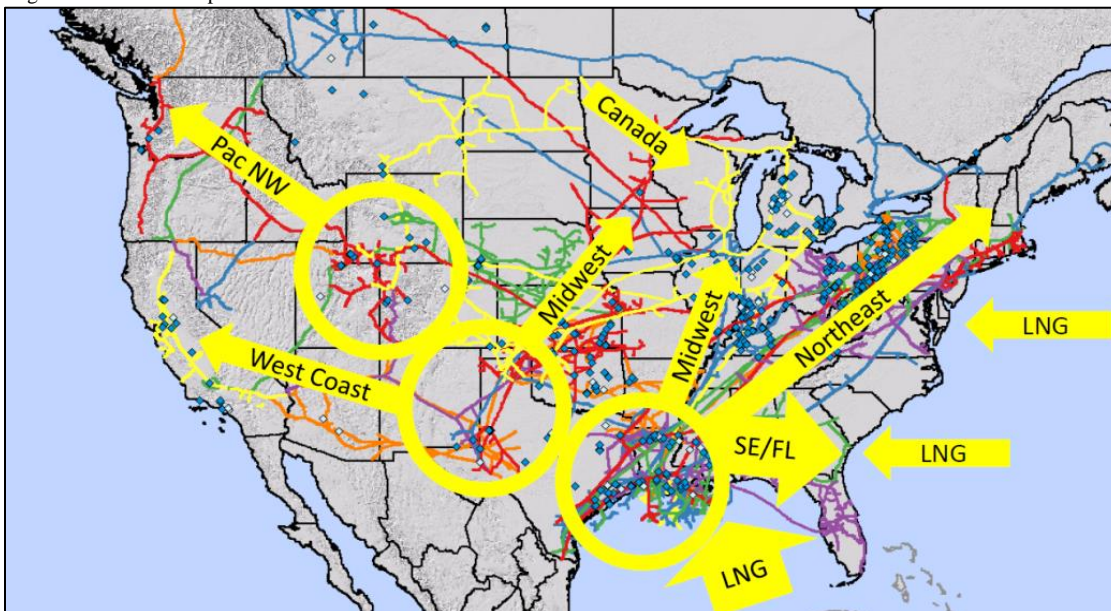 Canada
Pac NW
Midwest
Midwest
Northeast
LNG
West Coast
SE/FL
LNG
LNG